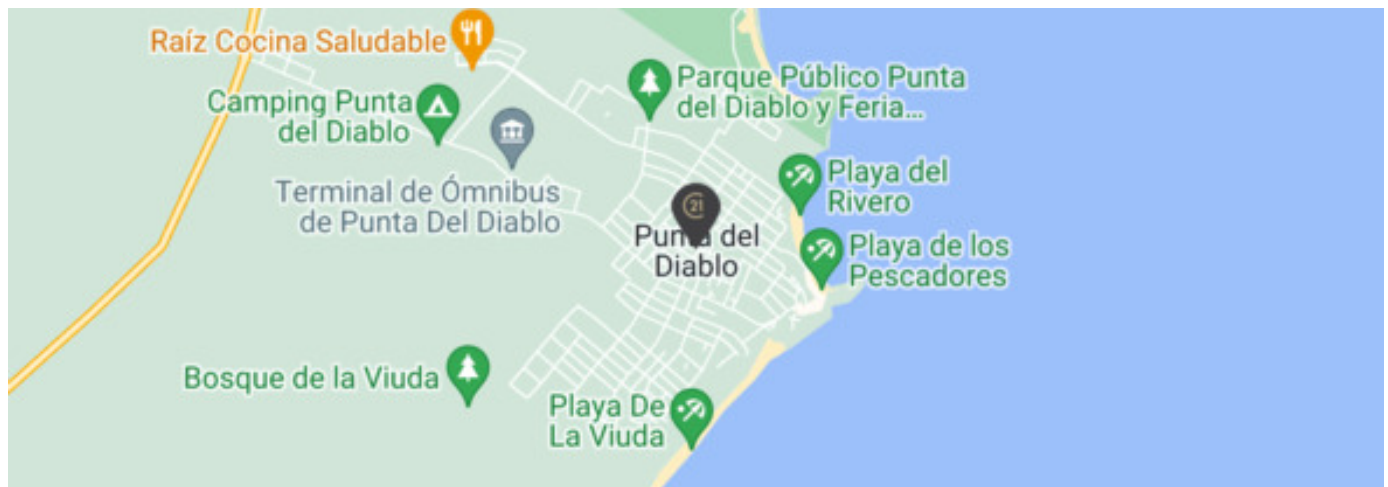 Raíz Cocina Saludable
Parque Público Punta
del Diablo y Feria...
Camping Punta
del Diablo
Terminal de Ómnibus
de Punta Del Diablo
Playa del
Rivero
21
Punta del
Diablo
Playa de los
Pescadores
Bosque de la Viuda
Playa De
La Viuda